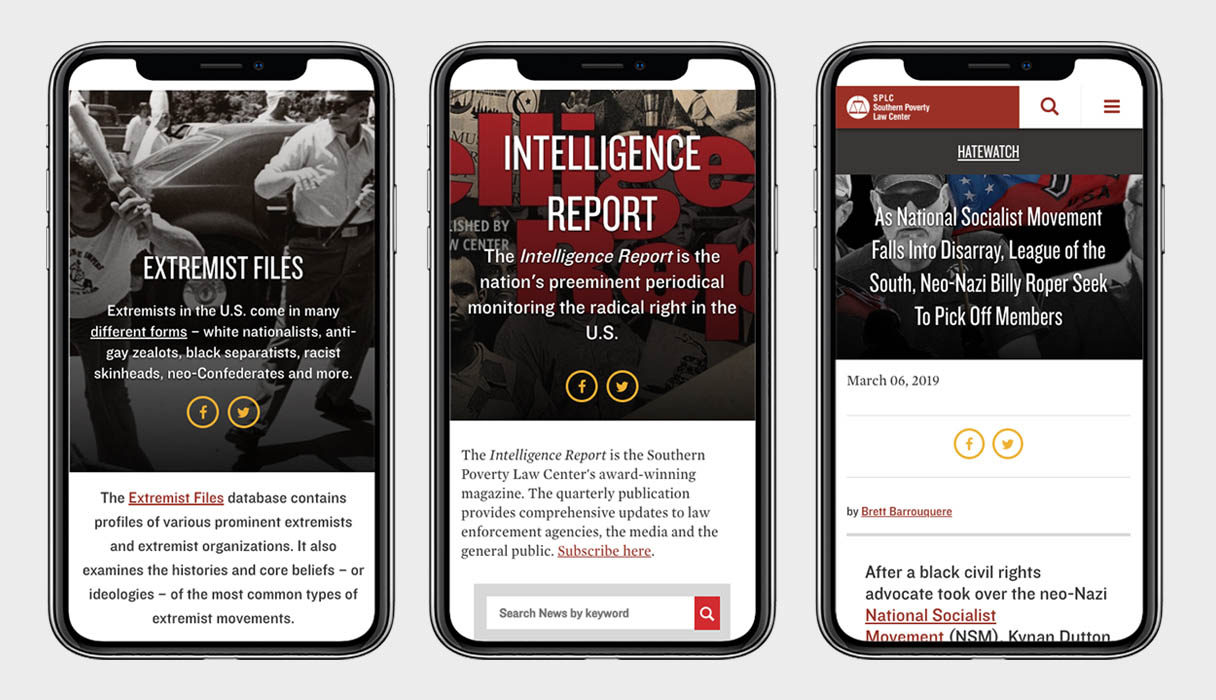 EXTREMIST FILES
Extremists in the U.S. come in many
different forms – white nationalists, anti-
gay zealots, black separatists, racist
skinheads, neo-Confederates and more.
The Extremist Files database contains
profiles of various prominent extremists
and extremist organizations. It also
examines the histories and core beliefs – or
ideologies – of the most common types of
extremist movements.
INTELLIGENCE
REPORT
LISHED BY
W CENTER
The Intelligence Report is the
nation's preeminent periodical
monitoring the radical right in the
U.S.
The Intelligence Report is the Southern
Poverty Law Center's award-winning
magazine. The quarterly publication
provides comprehensive updates to law
enforcement agencies, the media and the
general public. Subscribe here.
Search News by keyword
SPLC
Southern Poverty
Law Center
HATEWATCH
As National Socialist Movement
Falls Into Disarray, League of the
South, Neo-Nazi Billy Roper Seek
To Pick Off Members
March 06, 2019
by Brett Barrouquere
After a black civil rights
advocate took over the neo-Nazi
National Socialist
Movement (NSM), Kynan Dutton